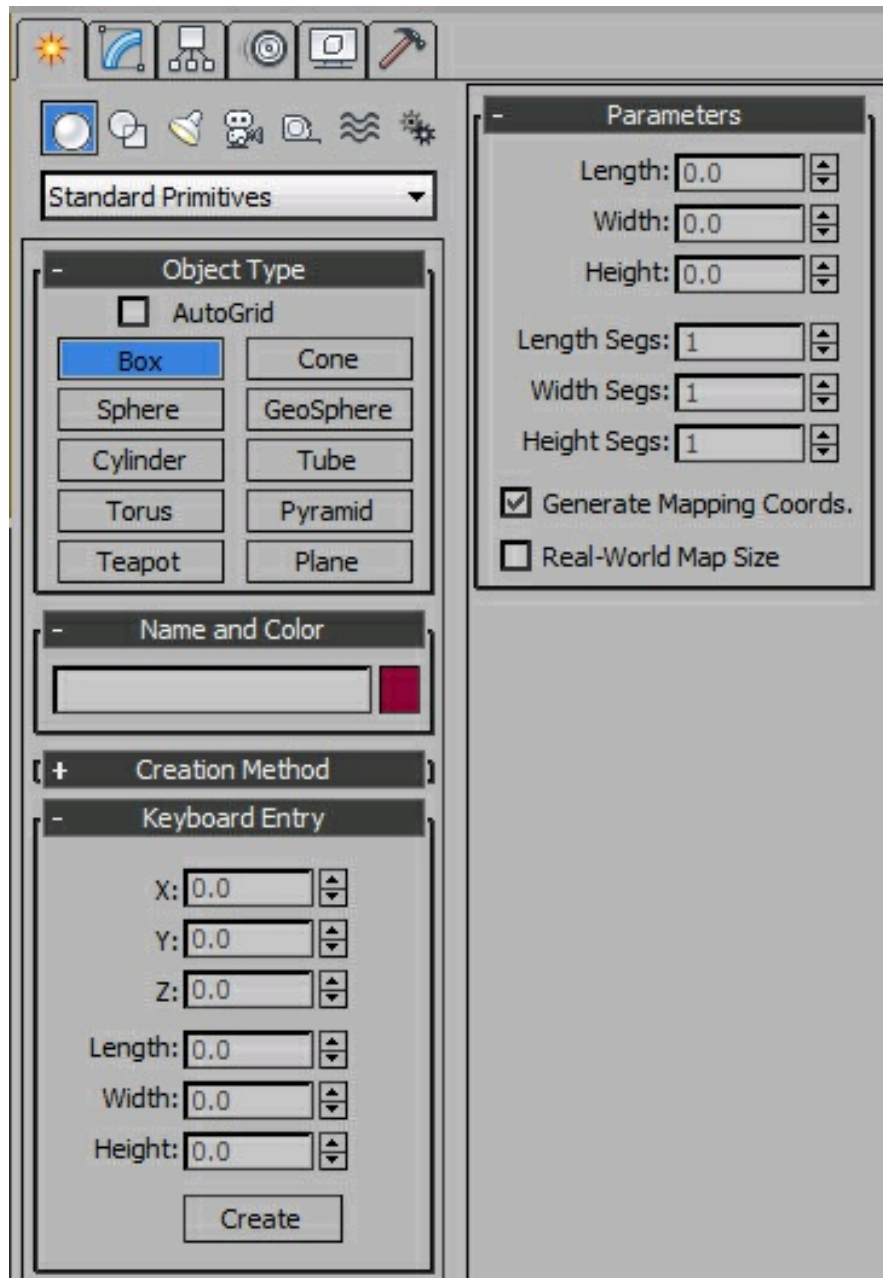 Standard Primitives
- Object Type
AutoGrid
Box Cone
Sphere GeoSphere
Cylinder Tube
Torus Pyramid
Teapot Plane
- Name and Color
+ Creation Method
- Keyboard Entry
X: 0.0
Y: 0.0
Z: 0.0
Length: 0.0
Width: 0.0
Height: 0.0
Create
- Parameters
Length: 0.0
Width: 0.0
Height: 0.0
Length Segs: 1
Width Segs: 1
Height Segs: 1
Generate Mapping Coords.
Real-World Map Size